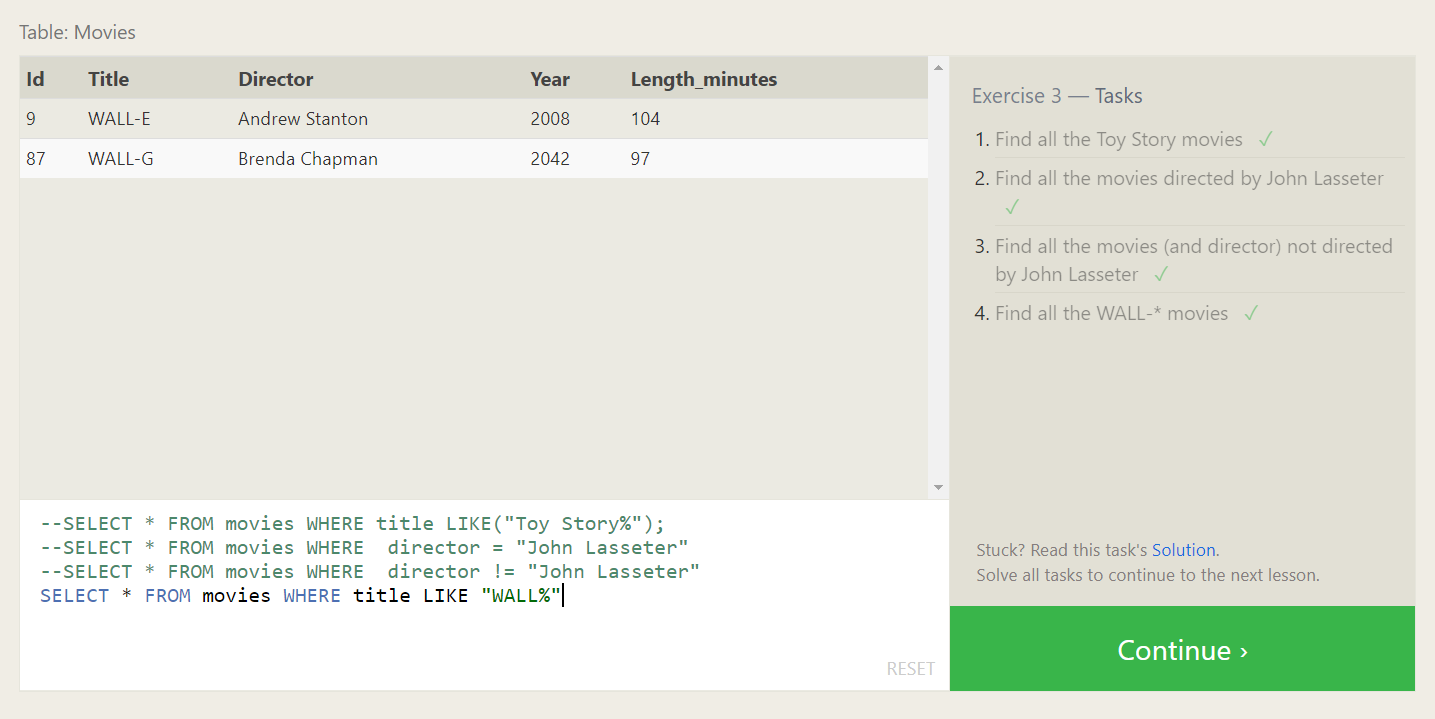 Table: Movies
Id Title Director Year Length_minutes
9 WALL-E Andrew Stanton 2008 104
87 WALL-G Brenda Chapman 2042 97
--SELECT * FROM movies WHERE title LIKE("Toy Story%");
--SELECT * FROM movies WHERE  director = "John Lasseter"
--SELECT * FROM movies WHERE  director != "John Lasseter"
SELECT * FROM movies WHERE title LIKE "WALL%"
RESET
Exercise 3 — Tasks
1. Find all the Toy Story movies ✓
2. Find all the movies directed by John Lasseter
✓
3. Find all the movies (and director) not directed
by John Lasseter ✓
4. Find all the WALL-* movies ✓
Stuck? Read this task's Solution.
Solve all tasks to continue to the next lesson.
Continue ›